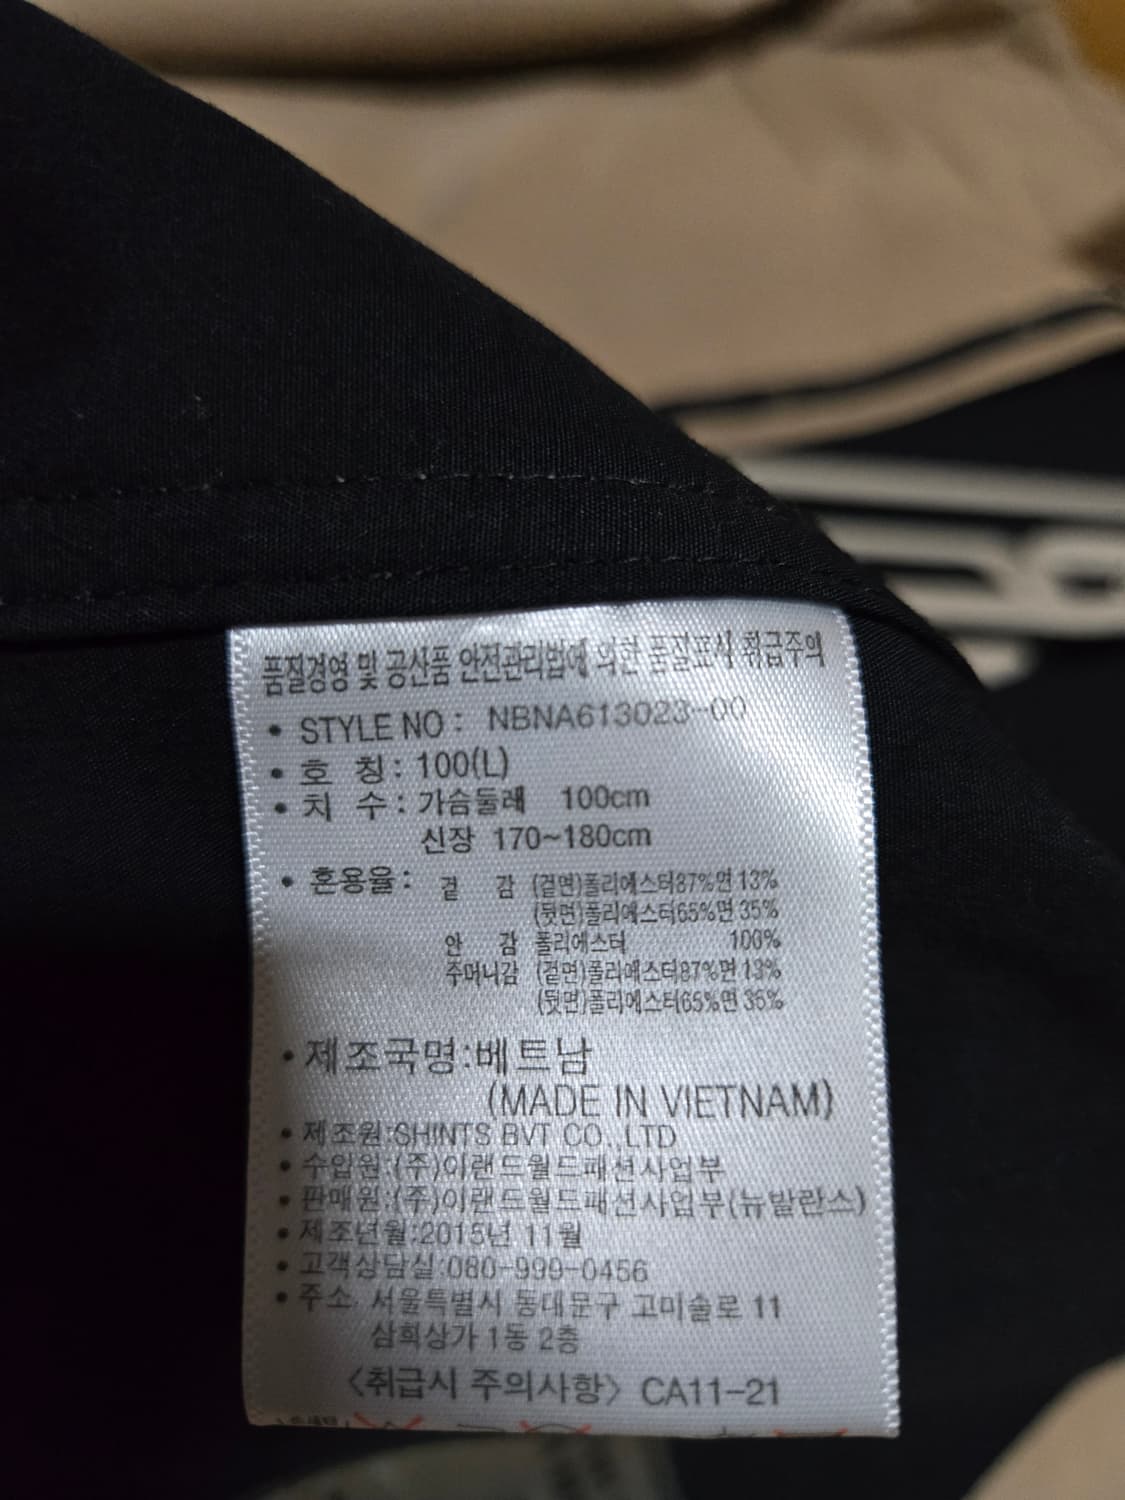 품질경영 및 공산품 안전관리법에 의한 품질표시 취급주의
• STYLE NO : NBNA613023-00
• 호 칭 : 100(L)
• 치 수 : 가슴둘레 100cm
신장 170~180cm
• 혼용율 : 겉 감 (겉면)폴리에스터87%면 13%
(뒷면)폴리에스터65%면 35%
안 감 폴리에스터 100%
주머니감 (겉면)폴리에스터87%면 13%
(뒷면)폴리에스터65%면 35%
• 제조국명:베트남
(MADE IN VIETNAM)
• 제조원:SHINTS BVT CO.,LTD
• 수입원:(주)이랜드월드패션사업부
• 판매원:(주)이랜드월드패션사업부(뉴발란스)
• 제조년월:2015년 11월
• 고객상담실:080-999-0456
• 주소. 서울특별시 동대문구 고미술로 11
삼희상가 1동 2층
〈취급시 주의사항〉 CA11-21